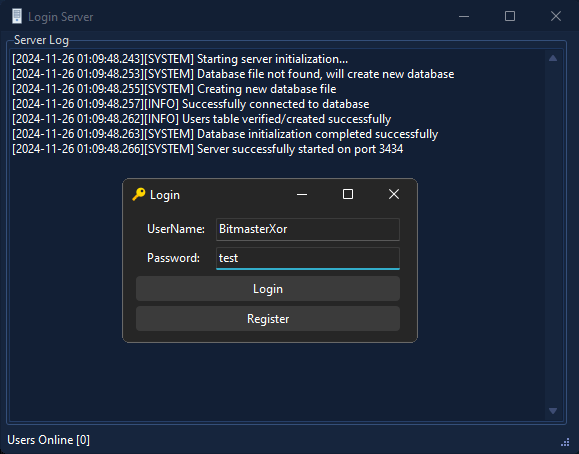 Login Server
Server Log
[2024-11-26 01:09:48.243][SYSTEM] Starting server initialization...
[2024-11-26 01:09:48.253][SYSTEM] Database file not found, will create new database
[2024-11-26 01:09:48.255][SYSTEM] Creating new database file
[2024-11-26 01:09:48.257][INFO] Successfully connected to database
[2024-11-26 01:09:48.262][INFO] Users table verified/created successfully
[2024-11-26 01:09:48.263][SYSTEM] Database initialization completed successfully
[2024-11-26 01:09:48.266][SYSTEM] Server successfully started on port 3434
Login
UserName: BitmasterXor
Password: test
Login
Register
Users Online [0]